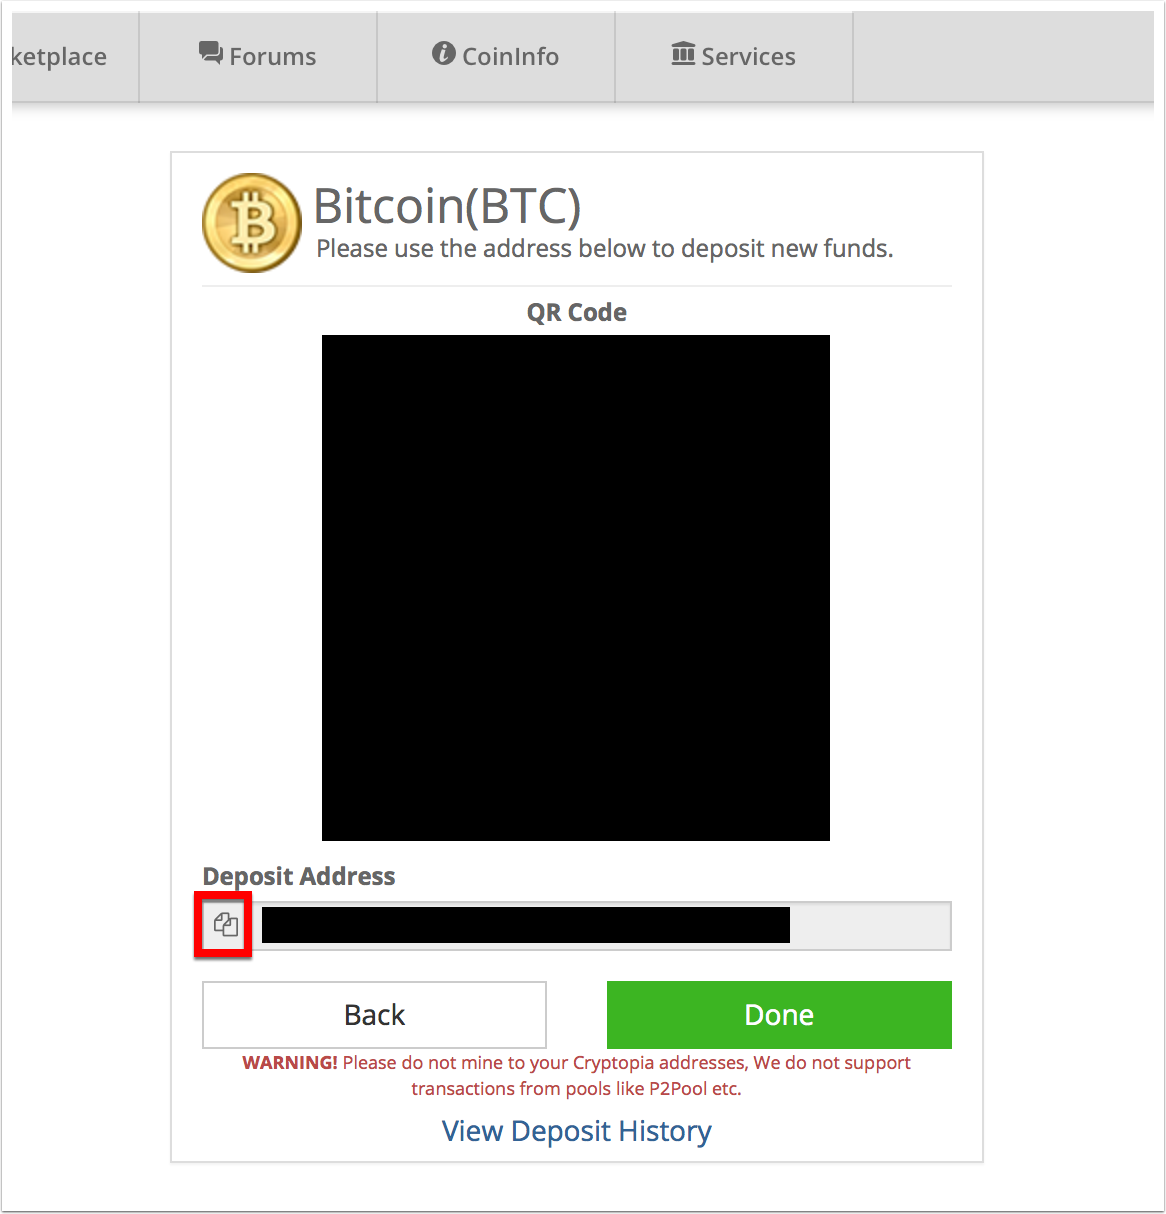 ketplace
Forums
CoinInfo
Services
Bitcoin(BTC)
Please use the address below to deposit new funds.
QR Code
Deposit Address
Back
Done
WARNING! Please do not mine to your Cryptopia addresses, We do not support
transactions from pools like P2Pool etc.
View Deposit History